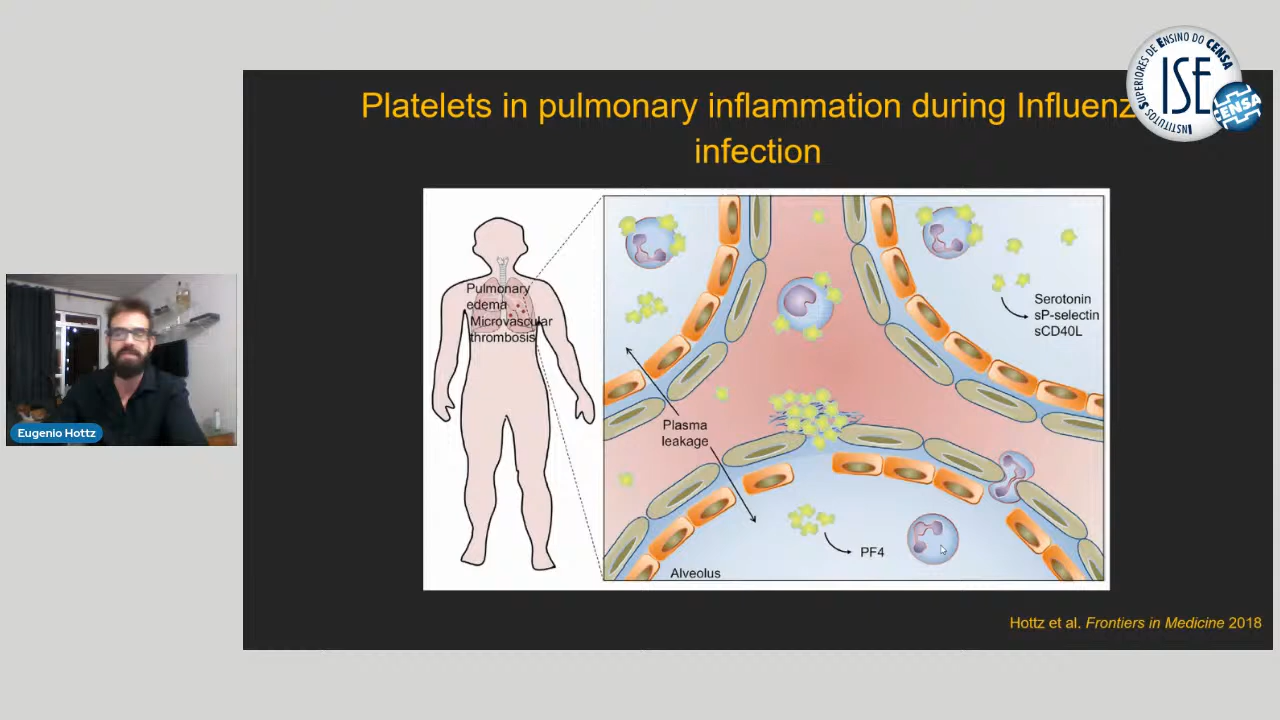 Platelets in pulmonary inflammation during Influenz
infection
INSTITUTOS SUPERIORES DE ENSINO DO CENSA
ISE
CENSA
Pulmonary
edema
Microvascular
thrombosis
Serotonin
sP-selectin
sCD40L
Plasma
leakage
PF4
Alveolus
Eugenio Hottz
Hottz et al. Frontiers in Medicine 2018